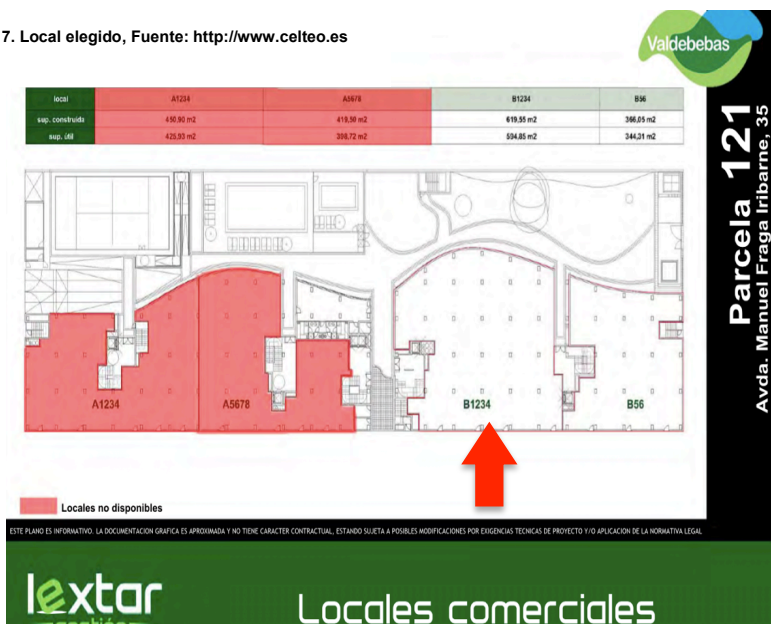 7. Local elegido, Fuente: http://www.celteo.es
Valdebebas
local A1234 A5678 B1234 B56
sup. construida 450,90 m2 419,50 m2 619,55 m2 366,05 m2
sup. útil 425,93 m2 398,72 m2 594,85 m2 344,31 m2
Parcela 121
Avda. Manuel Fraga Iribarne, 35
A1234 A5678 B1234 B56
Locales no disponibles
ESTE PLANO ES INFORMATIVO. LA DOCUMENTACION GRAFICA ES APROXIMADA Y NO TIENE CARACTER CONTRACTUAL, ESTANDO SUJETA A POSIBLES MODIFICACIONES POR EXIGENCIAS TECNICAS DE PROYECTO Y/O APLICACION DE LA NORMATIVA LEGAL
lextar
gestión
Locales comerciales